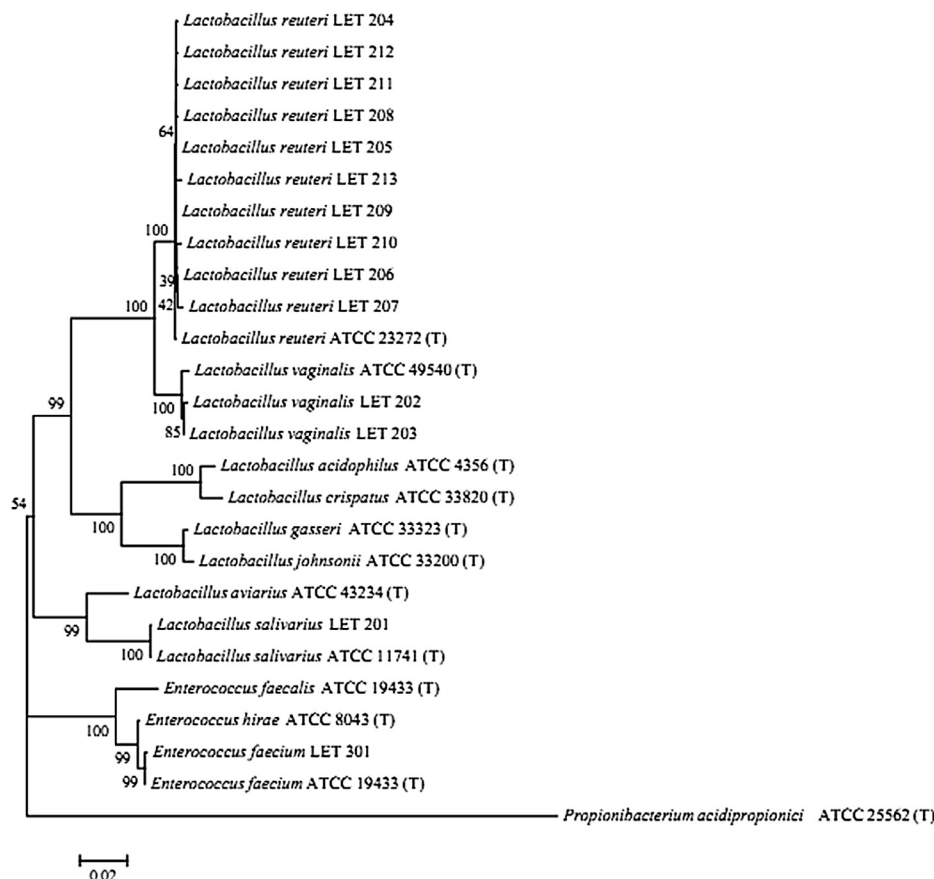 Lactobacillus reuteri LET 204
Lactobacillus reuteri LET 212
Lactobacillus reuteri LET 211
Lactobacillus reuteri LET 208
64
Lactobacillus reuteri LET 205
Lactobacillus reuteri LET 213
Lactobacillus reuteri LET 209
100
Lactobacillus reuteri LET 210
Lactobacillus reuteri LET 206
39
100
42
Lactobacillus reuteri LET 207
Lactobacillus reuteri ATCC 23272 (T)
Lactobacillus vaginalis ATCC 49540 (T)
99
100
Lactobacillus vaginalis LET 202
85
Lactobacillus vaginalis LET 203
100
Lactobacillus acidophilus ATCC 4356 (T)
Lactobacillus crispatus ATCC 33820 (T)
54
100
Lactobacillus gasseri ATCC 33323 (T)
100
Lactobacillus johnsonii ATCC 33200 (T)
Lactobacillus aviarius ATCC 43234 (T)
99
Lactobacillus salivarius LET 201
100
Lactobacillus salivarius ATCC 11741 (T)
Enterococcus faecalis ATCC 19433 (T)
100
Enterococcus hirae ATCC 8043 (T)
99
Enterococcus faecium LET 301
99
Enterococcus faecium ATCC 19433 (T)
Propionibacterium acidipropionici ATCC 25562 (T)
0.02